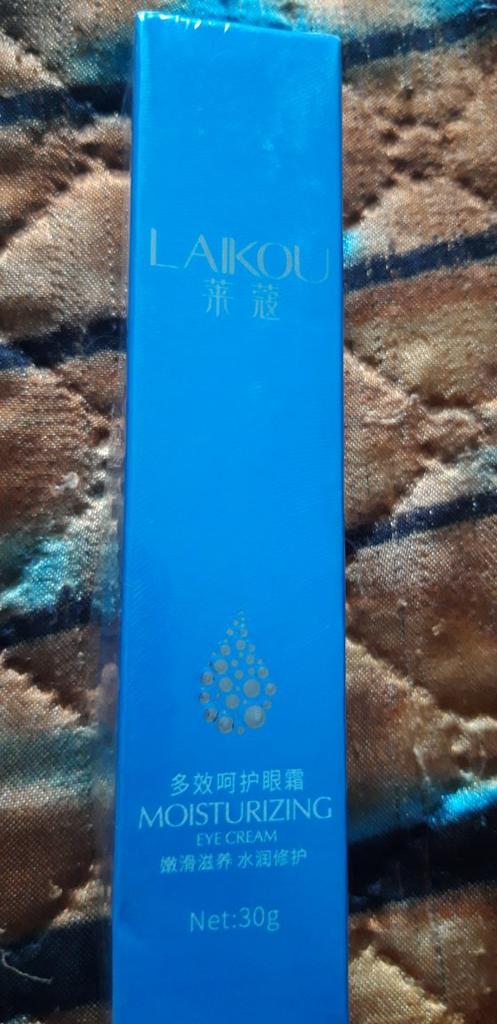 LAIKOU
莱蔻
多效呵护眼霜
MOISTURIZING
EYE CREAM
嫩滑滋养 水润修护
Net:30g